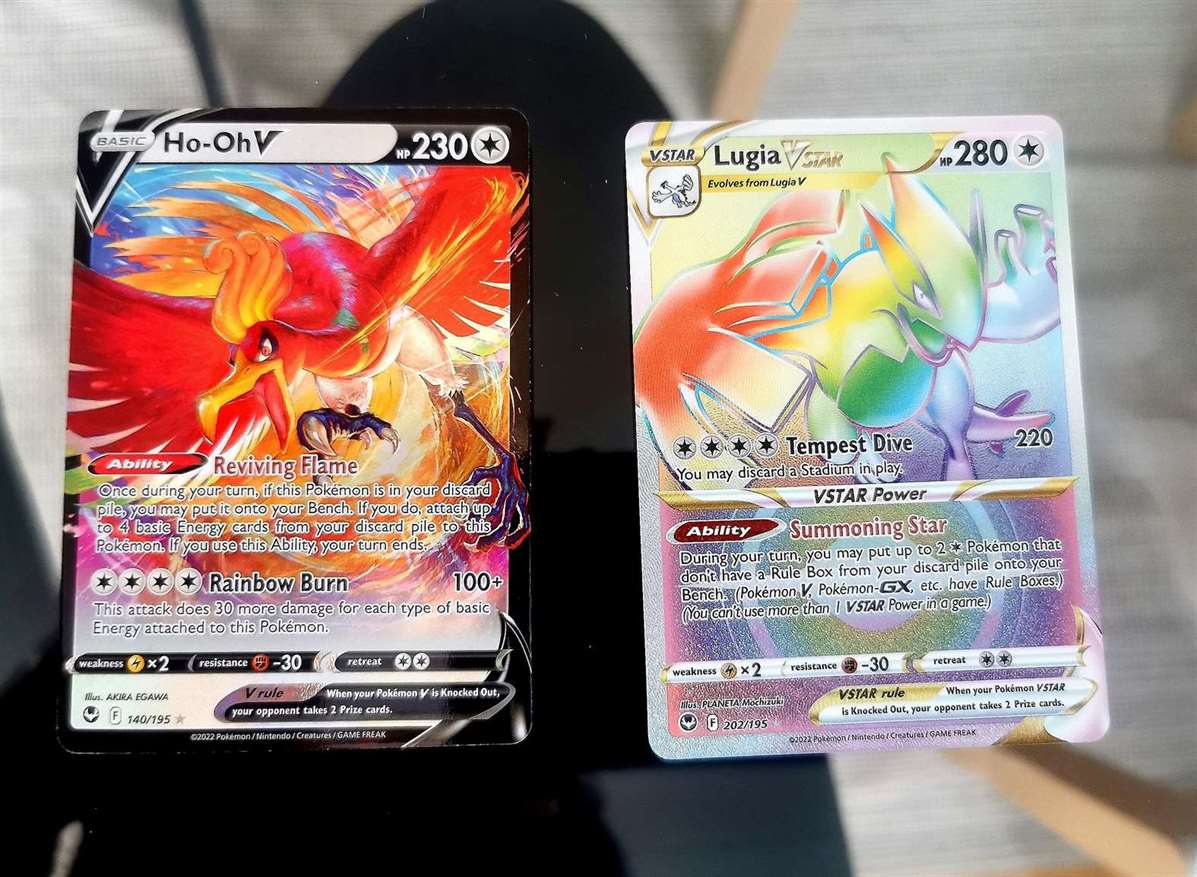 BASIC Ho-Oh V HP 230
Ability Reviving Flame
Once during your turn, if this Pokémon is in your discard
pile, you may put it onto your Bench. If you do, attach up
to 4 basic Energy cards from your discard pile to this
Pokémon. If you use this Ability, your turn ends.
Rainbow Burn 100+
This attack does 30 more damage for each type of basic
Energy attached to this Pokémon.
weakness ×2 resistance -30 retreat
Illus. AKIRA EGAWA
V rule When your Pokémon V is Knocked Out,
your opponent takes 2 Prize cards.
F 140/195 ★
©2022 Pokémon / Nintendo / Creatures / GAME FREAK
VSTAR Lugia VSTAR HP 280
Evolves from Lugia V
Tempest Dive 220
You may discard a Stadium in play.
VSTAR Power
Ability Summoning Star
During your turn, you may put up to 2 Pokémon that
don't have a Rule Box from your discard pile onto your
Bench. (Pokémon V, Pokémon-GX, etc. have Rule Boxes.)
(You can't use more than 1 VSTAR Power in a game.)
weakness ×2 resistance -30 retreat
Illus. PLANETA Mochizuki
VSTAR rule When your Pokémon VSTAR
is Knocked Out, your opponent takes 2 Prize cards.
F 202/195
©2022 Pokémon / Nintendo / Creatures / GAME FREAK